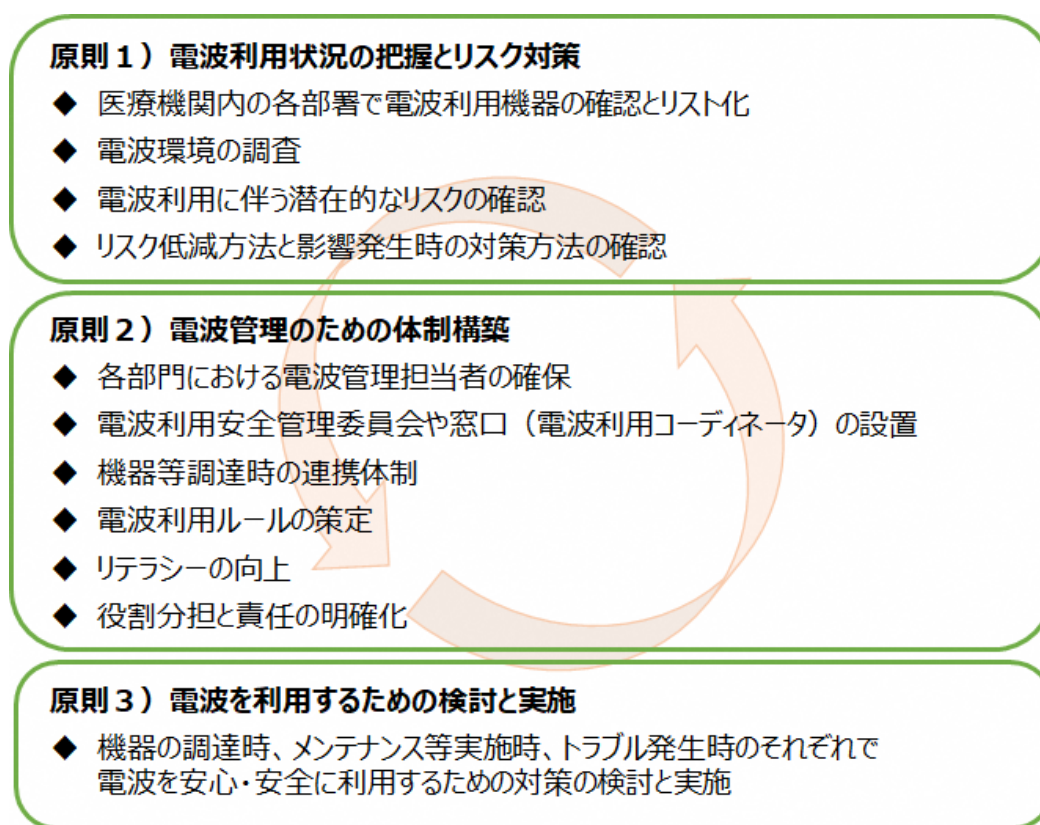 原則１）電波利用状況の把握とリスク対策
◆ 医療機関内の各部署で電波利用機器の確認とリスト化
◆ 電波環境の調査
◆ 電波利用に伴う潜在的なリスクの確認
◆ リスク低減方法と影響発生時の対策方法の確認
原則２）電波管理のための体制構築
◆ 各部門における電波管理担当者の確保
◆ 電波利用安全管理委員会や窓口（電波利用コーディネータ）の設置
◆ 機器等調達時の連携体制
◆ 電波利用ルールの策定
◆ リテラシーの向上
◆ 役割分担と責任の明確化
原則３）電波を利用するための検討と実施
◆ 機器の調達時、メンテナンス等実施時、トラブル発生時のそれぞれで
電波を安心・安全に利用するための対策の検討と実施